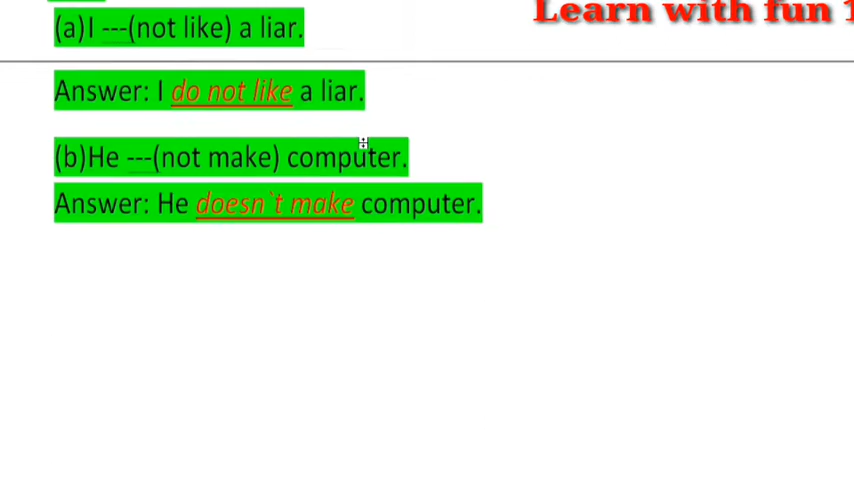 Learn with fun 1
(a)I ---(not like) a liar.
Answer: I do not like a liar.
(b)He ---(not make) computer.
Answer: He doesn`t make computer.